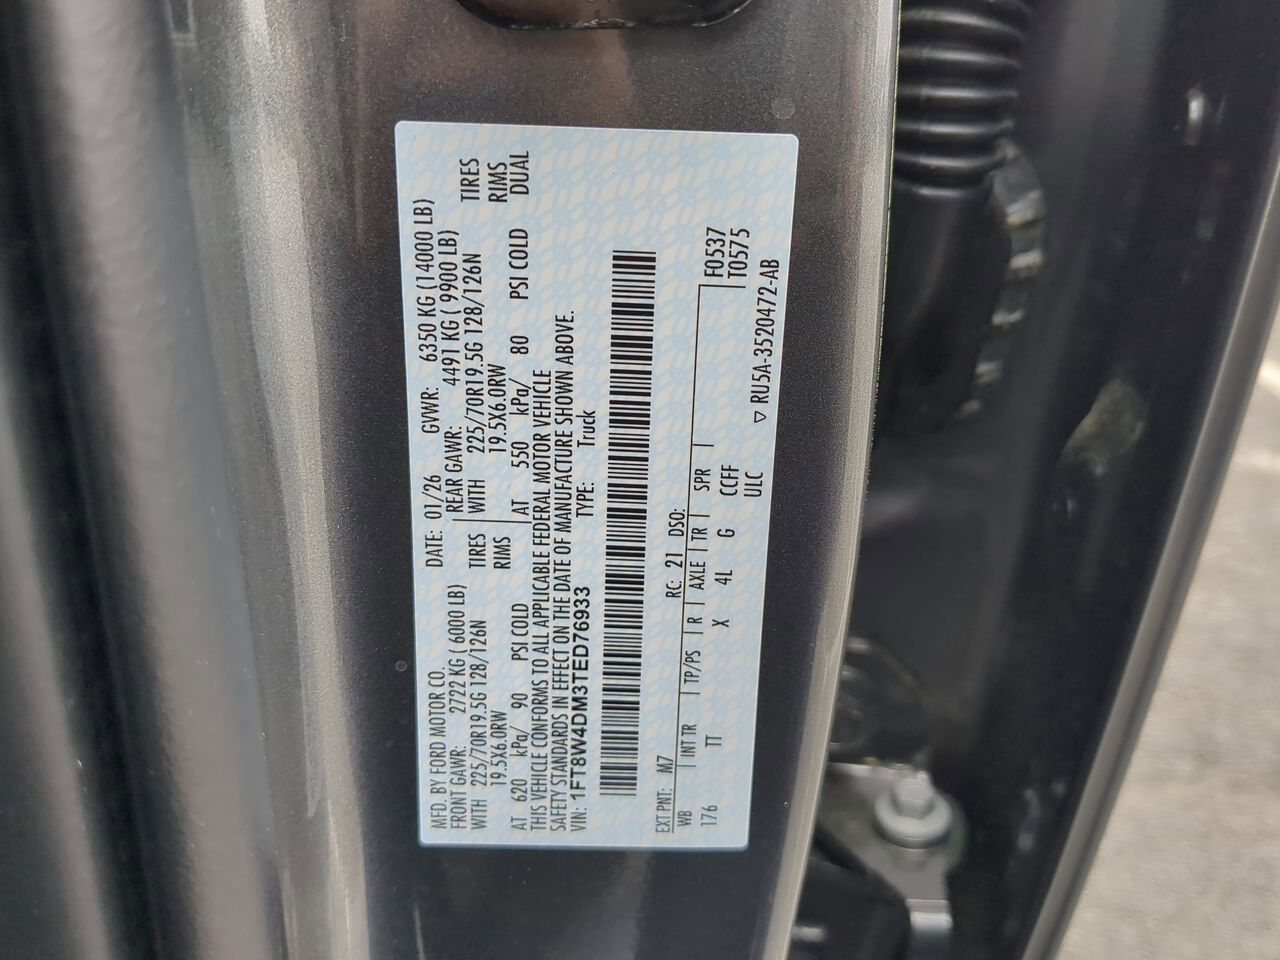 MFD. BY FORD MOTOR CO. DATE: 01/26 GVWR: 6350 KG (14000 LB)
FRONT GAWR: 2722 KG ( 6000 LB) REAR GAWR: 4491 KG ( 9900 LB)
WITH 225/70R19.5G 128/126N TIRES WITH 225/70R19.5G 128/126N TIRES
19.5X6.0RW RIMS 19.5X6.0RW RIMS
AT 620 kPa/ 90 PSI COLD AT 550 kPa/ 80 PSI COLD DUAL
THIS VEHICLE CONFORMS TO ALL APPLICABLE FEDERAL MOTOR VEHICLE
SAFETY STANDARDS IN EFFECT ON THE DATE OF MANUFACTURE SHOWN ABOVE.
VIN: 1FT8W4DM3TED76933 TYPE: Truck
EXT PNT: M7 RC: 21 DSO:
WB INT TR TP/PS R AXLE TR SPR F0537
176 TT X 4L G CCFF T0575
ULC ▽ RU5A-3520472-AB